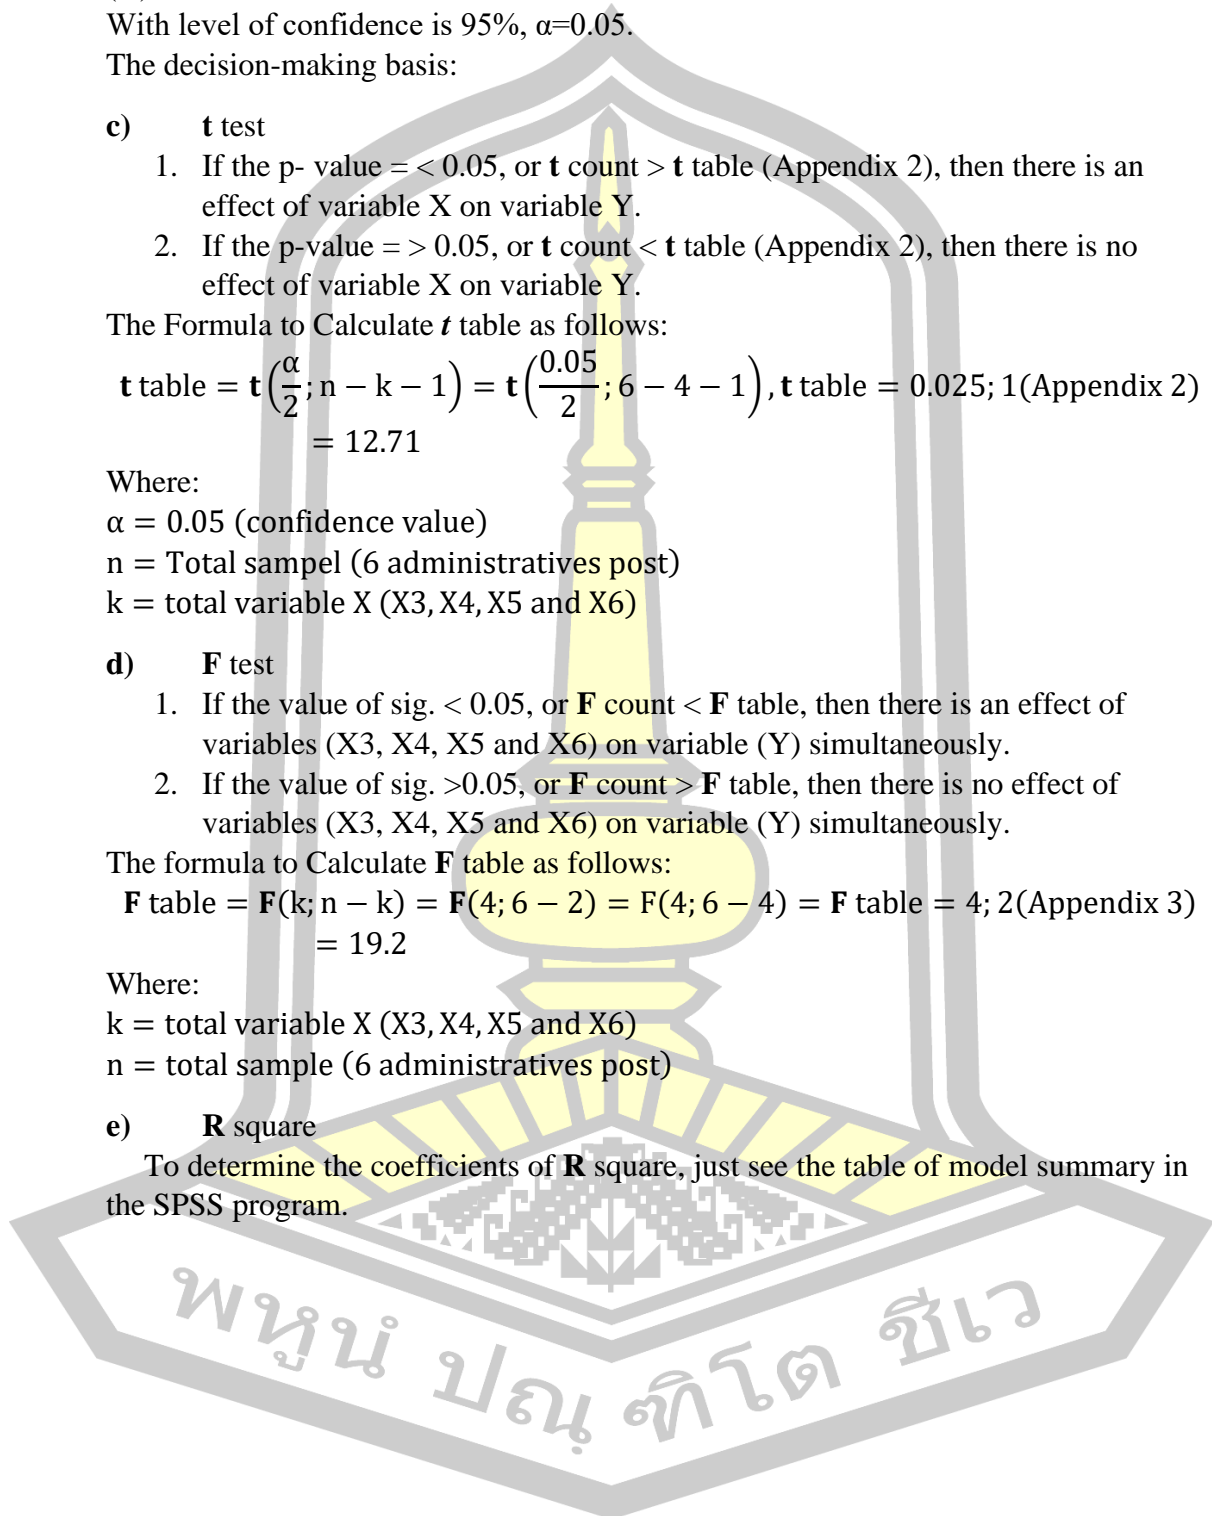 With level of confidence is 95%, α=0.05.
The decision-making basis:
c) t test
1. If the p- value = < 0.05, or t count > t table (Appendix 2), then there is an
effect of variable X on variable Y.
2. If the p-value = > 0.05, or t count < t table (Appendix 2), then there is no
effect of variable X on variable Y.
The Formula to Calculate t table as follows:
t table = t(α/2; n − k − 1) = t(0.05/2; 6 − 4 − 1), t table = 0.025; 1(Appendix 2)
= 12.71
Where:
α = 0.05 (confidence value)
n = Total sampel (6 administratives post)
k = total variable X (X3, X4, X5 and X6)
d) F test
1. If the value of sig. < 0.05, or F count < F table, then there is an effect of
variables (X3, X4, X5 and X6) on variable (Y) simultaneously.
2. If the value of sig. >0.05, or F count > F table, then there is no effect of
variables (X3, X4, X5 and X6) on variable (Y) simultaneously.
The formula to Calculate F table as follows:
F table = F(k; n − k) = F(4; 6 − 2) = F(4; 6 − 4) = F table = 4; 2(Appendix 3)
= 19.2
Where:
k = total variable X (X3, X4, X5 and X6)
n = total sample (6 administratives post)
e) R square
To determine the coefficients of R square, just see the table of model summary in
the SPSS program.
พหูนํ ปณฺฑิโต ชีเว